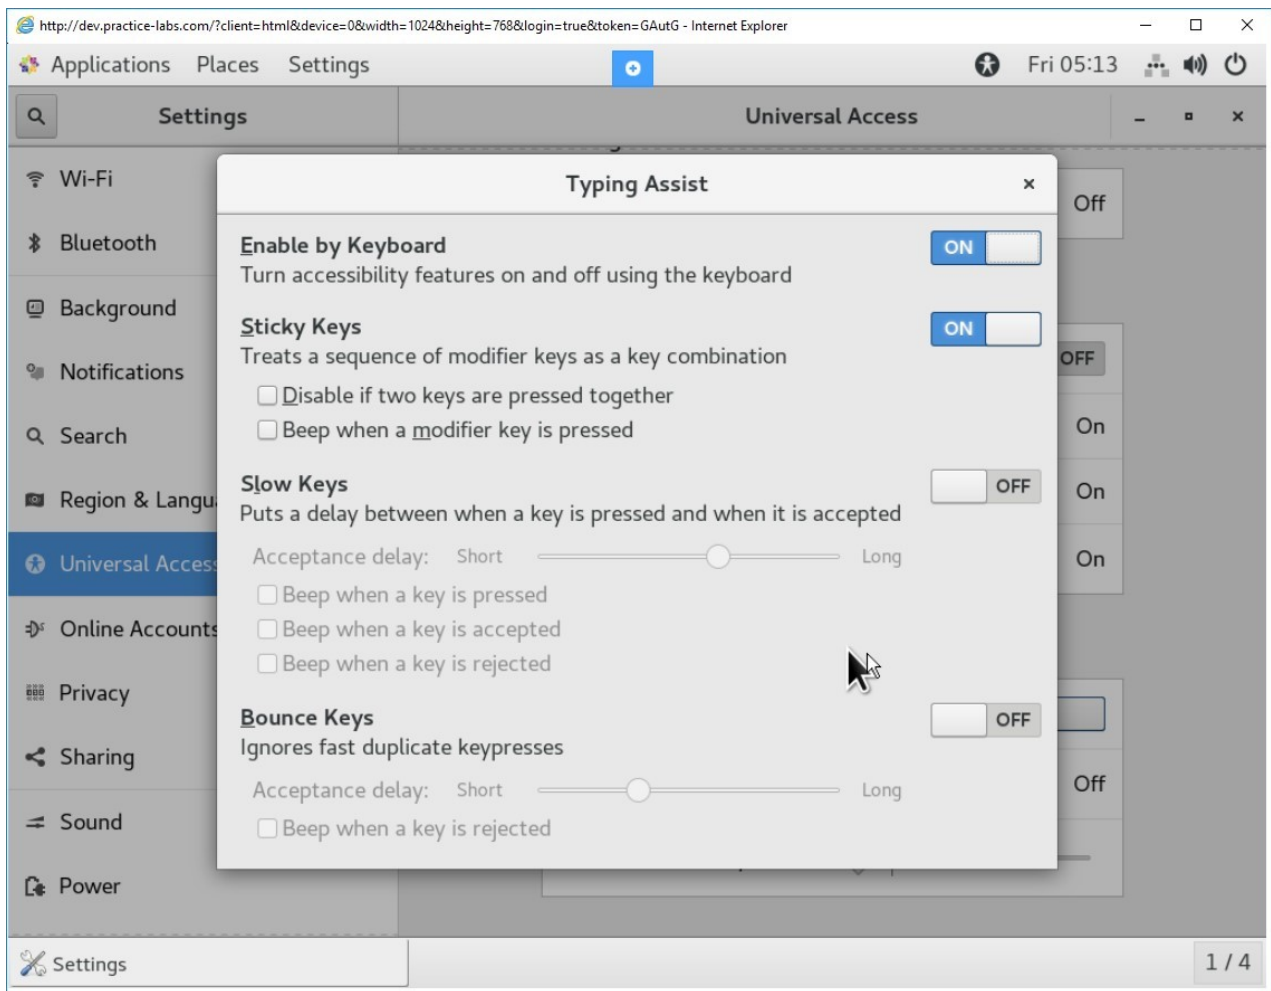 http://dev.practice-labs.com/?client=html&device=0&width=1024&height=768&login=true&token=GAutG - Internet Explorer
Applications Places Settings Fri 05:13
Settings Universal Access
Wi-Fi
Bluetooth
Background
Notifications
Search
Region & Langu
Universal Access
Online Accounts
Privacy
Sharing
Sound
Power
Typing Assist
Enable by Keyboard ON
Turn accessibility features on and off using the keyboard
Sticky Keys ON
Treats a sequence of modifier keys as a key combination
Disable if two keys are pressed together
Beep when a modifier key is pressed
Slow Keys OFF
Puts a delay between when a key is pressed and when it is accepted
Acceptance delay: Short Long
Beep when a key is pressed
Beep when a key is accepted
Beep when a key is rejected
Bounce Keys OFF
Ignores fast duplicate keypresses
Acceptance delay: Short Long
Beep when a key is rejected
Off
OFF
On
On
On
Off
Settings 1 / 4